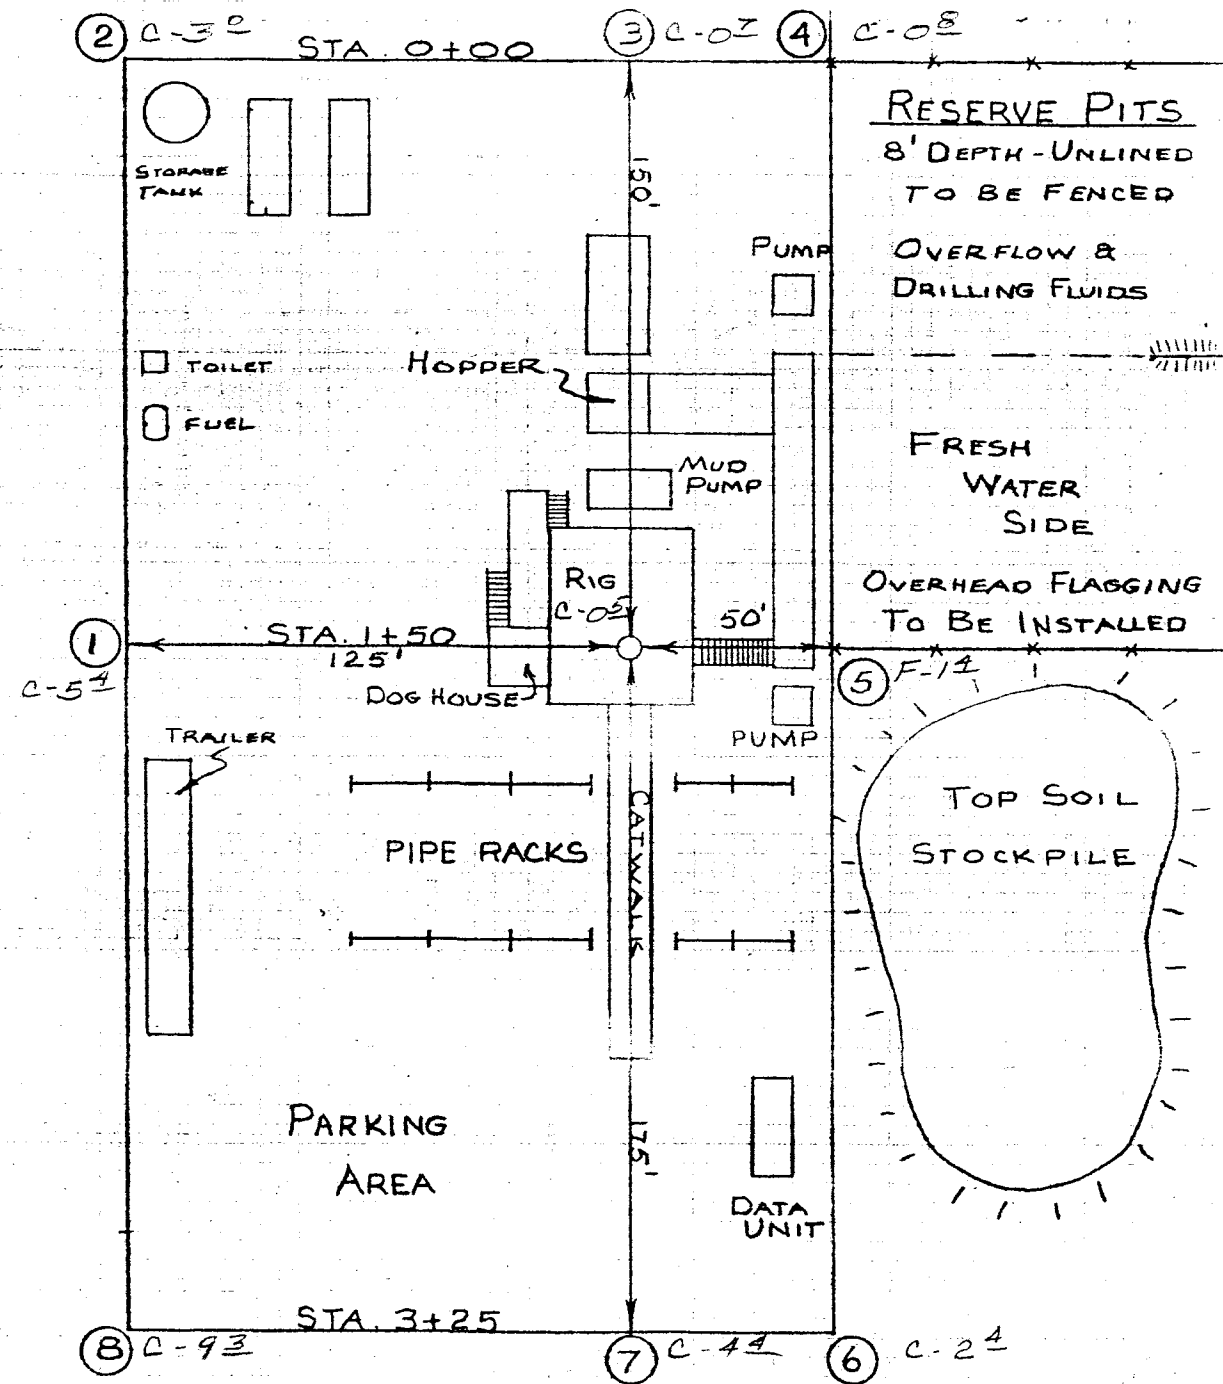 2 C-3.0
STA. 0+00
3 C-0.7
4 C-0.8
RESERVE PITS
8' DEPTH - UNLINED
TO BE FENCED
OVERFLOW &
DRILLING FLUIDS
STORAGE
TANK
150'
PUMP
TOILET
FUEL
HOPPER
MUD
PUMP
FRESH
WATER
SIDE
RIG
C-0.5
50'
OVERHEAD FLAGGING
TO BE INSTALLED
1
C-5.4
STA. 1+50
125'
DOG HOUSE
5 F-1.4
PUMP
TRAILER
PIPE RACKS
CATWALK
TOP SOIL
STOCKPILE
PARKING
AREA
175'
DATA
UNIT
STA. 3+25
8 C-9.3
7 C-4.4
6 C-2.4